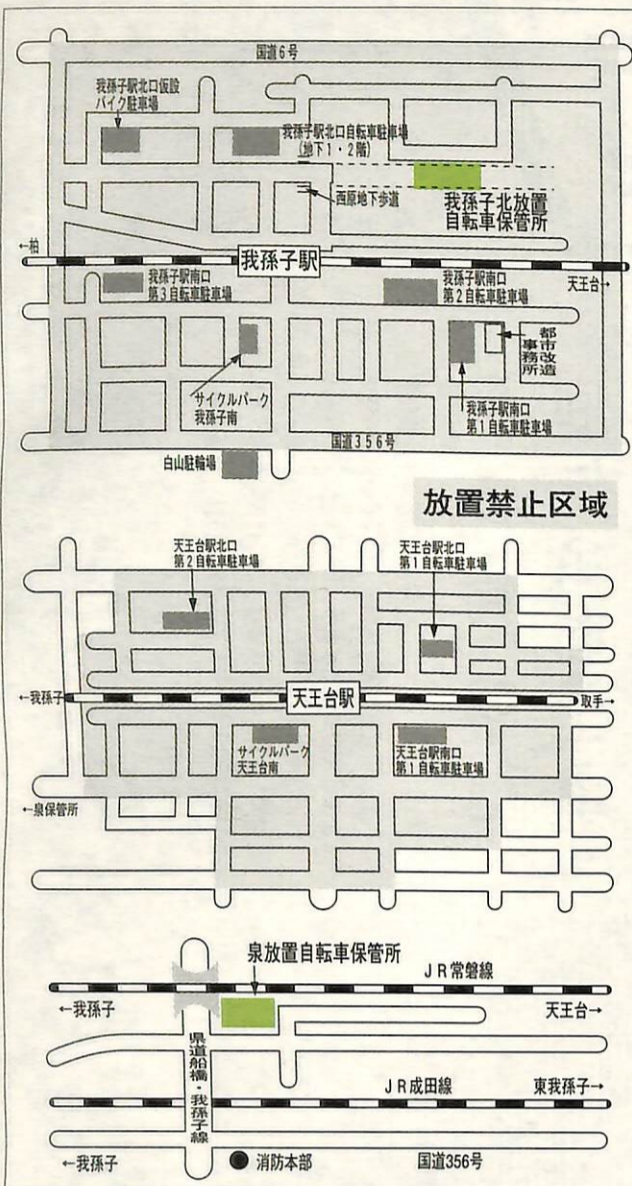 国道6号
我孫子駅北口仮設
バイク駐車場
我孫子駅北口自転車駐車場
(地下1・2階)
西原地下歩道
我孫子北放置
自転車保管所
←柏
我孫子駅
天王台→
我孫子駅南口
第3自転車駐車場
我孫子駅南口
第2自転車駐車場
都市改造
事務所
サイクルパーク
我孫子南
我孫子駅南口
第1自転車駐車場
国道356号
白山駐輪場
放置禁止区域
天王台駅北口
第2自転車駐車場
天王台駅北口
第1自転車駐車場
←我孫子
天王台駅
取手→
サイクルパーク
天王台南
天王台駅南口
第1自転車駐車場
←泉保管所
泉放置自転車保管所
JR常磐線
←我孫子
天王台→
県道船橋・我孫子線
JR成田線
東我孫子→
←我孫子
●消防本部
国道356号